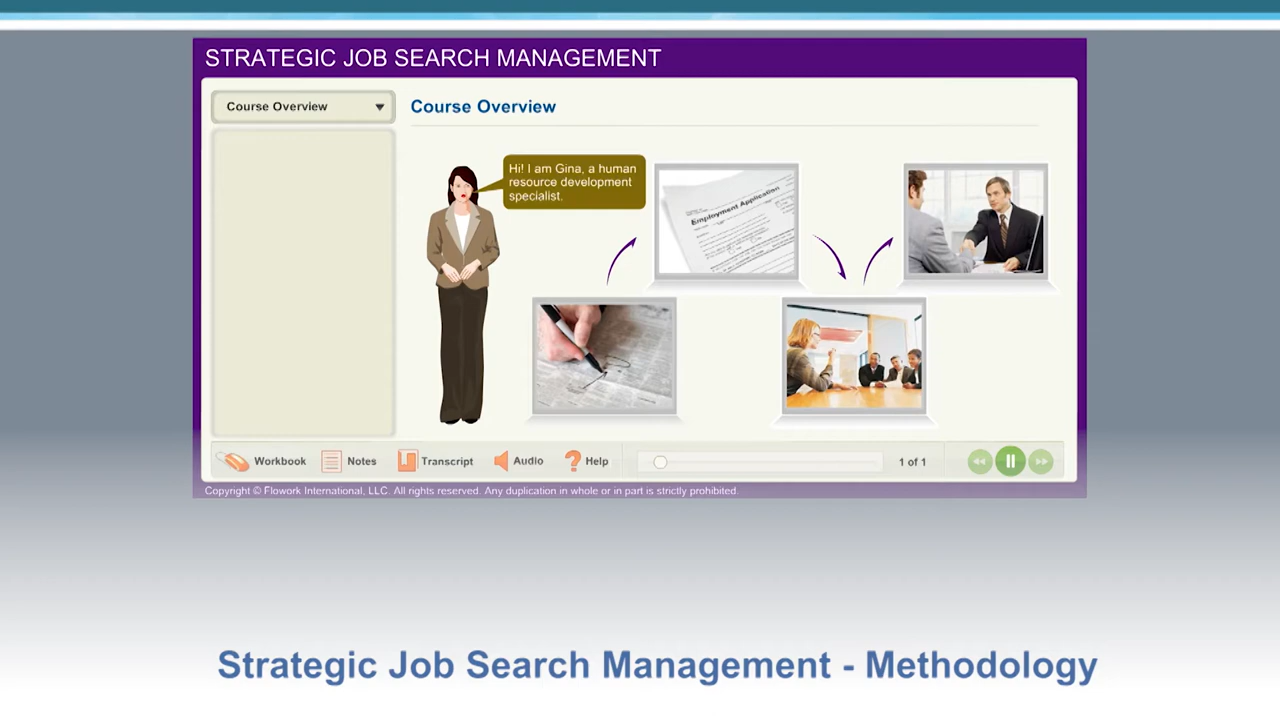 STRATEGIC JOB SEARCH MANAGEMENT
Course Overview
Course Overview
Hi! I am Gina, a human
resource development
specialist.
Employment Application
Workbook
Notes
Transcript
Audio
Help
1 of 1
Copyright © Flowork International, LLC. All rights reserved. Any duplication in whole or in part is strictly prohibited.
Strategic Job Search Management - Methodology